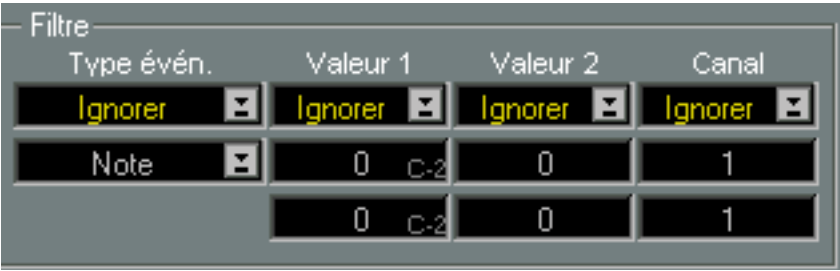 Filtre
Type évén. Valeur 1 Valeur 2 Canal
Ignorer Ignorer Ignorer Ignorer
Note 0 C-2 0 1
0 C-2 0 1